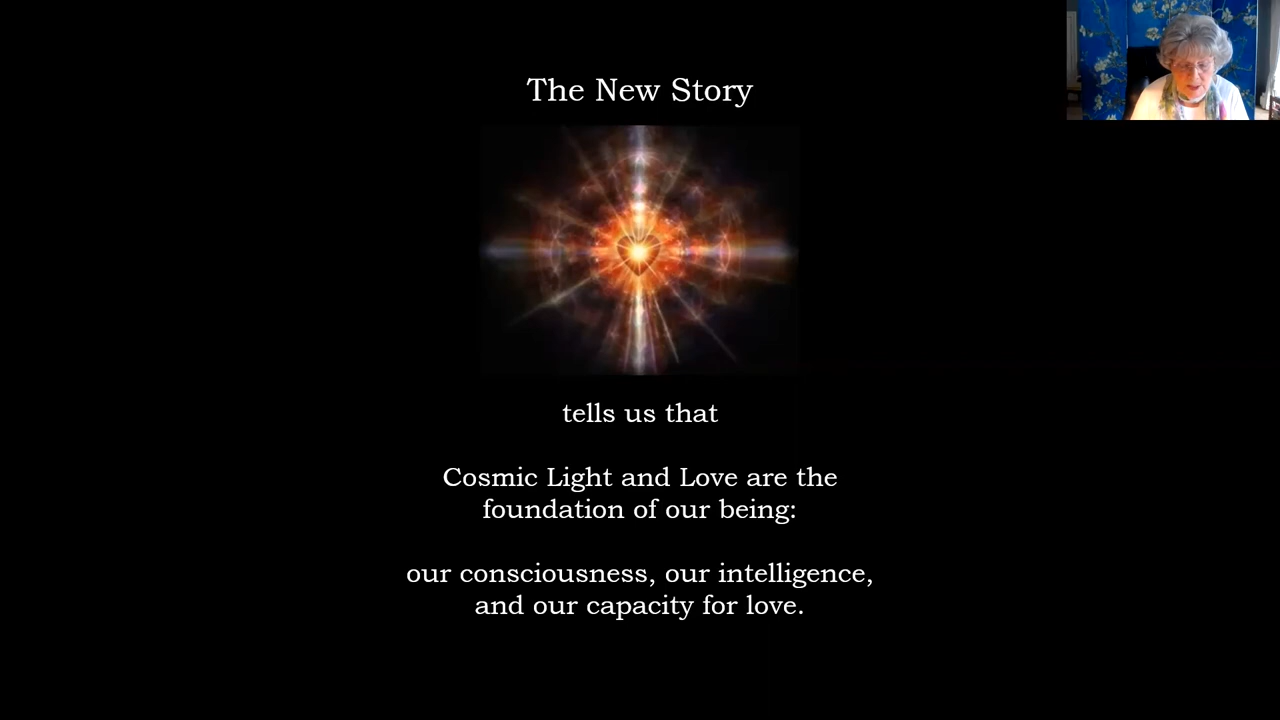 The New Story
tells us that
Cosmic Light and Love are the
foundation of our being:
our consciousness, our intelligence,
and our capacity for love.